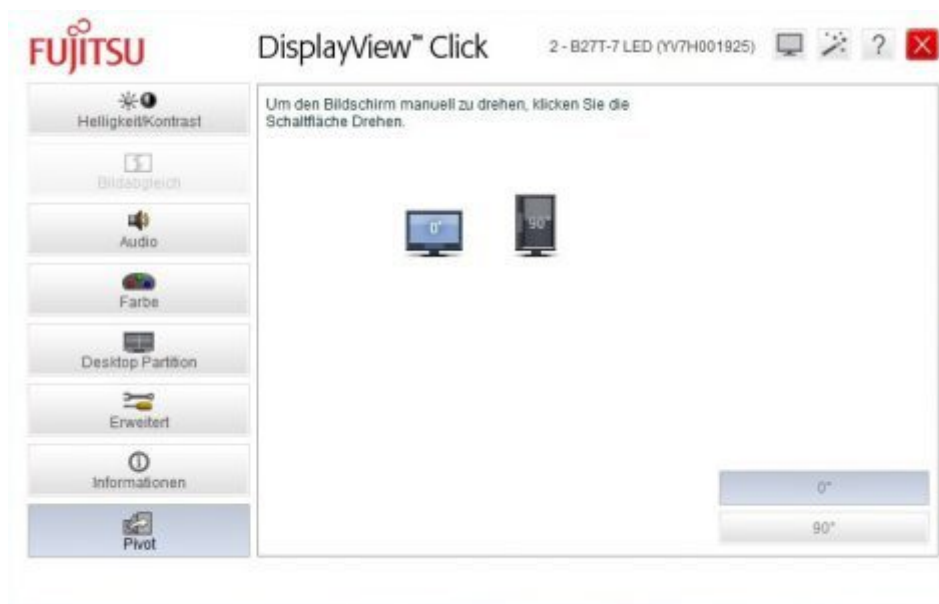 FUJITSU
DisplayView™ Click
2 - B27T-7 LED (YV7H001925)
?
Helligkeit/Kontrast
Bildabgleich
Audio
Farbe
Desktop Partition
Erweitert
Informationen
Pivot
Um den Bildschirm manuell zu drehen, klicken Sie die
Schaltfläche Drehen.
0°
90°
0°
90°